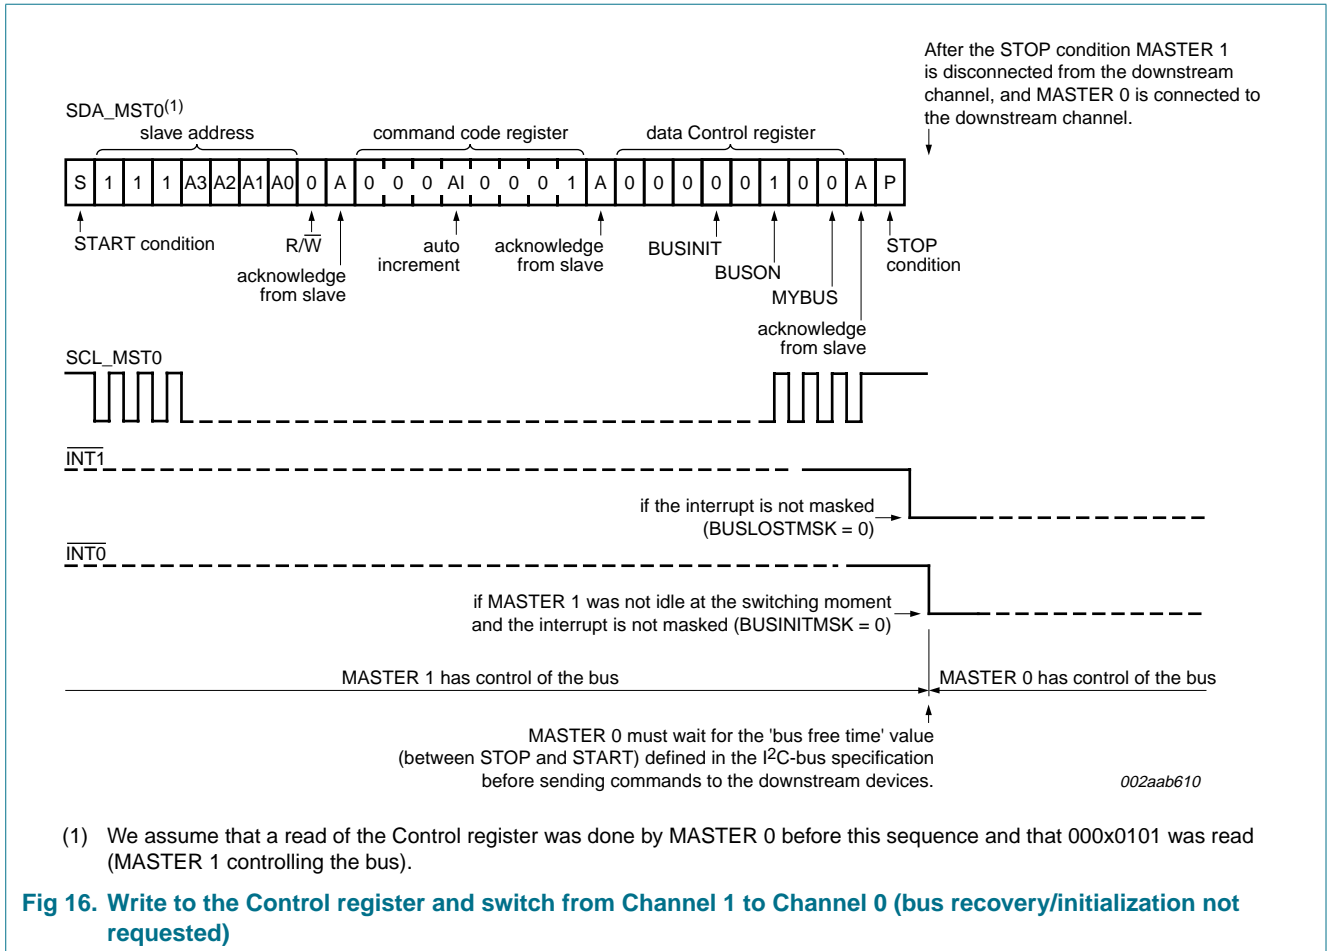 After the STOP condition MASTER 1
is disconnected from the downstream
channel, and MASTER 0 is connected to
the downstream channel.
SDA_MST0(1)
slave address command code register data Control register
S 1 1 1 A3 A2 A1 A0 0 A 0 0 0 AI 0 0 0 1 A 0 0 0 0 0 1 0 0 A P
START condition R/W auto increment acknowledge from slave BUSINIT STOP condition
acknowledge
from slave
BUSON
MYBUS
acknowledge
from slave
SCL_MST0
INT1
if the interrupt is not masked
(BUSLOSTMSK = 0)
INT0
if MASTER 1 was not idle at the switching moment
and the interrupt is not masked (BUSINITMSK = 0)
MASTER 1 has control of the bus MASTER 0 has control of the bus
MASTER 0 must wait for the 'bus free time' value
(between STOP and START) defined in the I2C-bus specification
before sending commands to the downstream devices.
002aab610
(1) We assume that a read of the Control register was done by MASTER 0 before this sequence and that 000x0101 was read
(MASTER 1 controlling the bus).
Fig 16. Write to the Control register and switch from Channel 1 to Channel 0 (bus recovery/initialization not
requested)